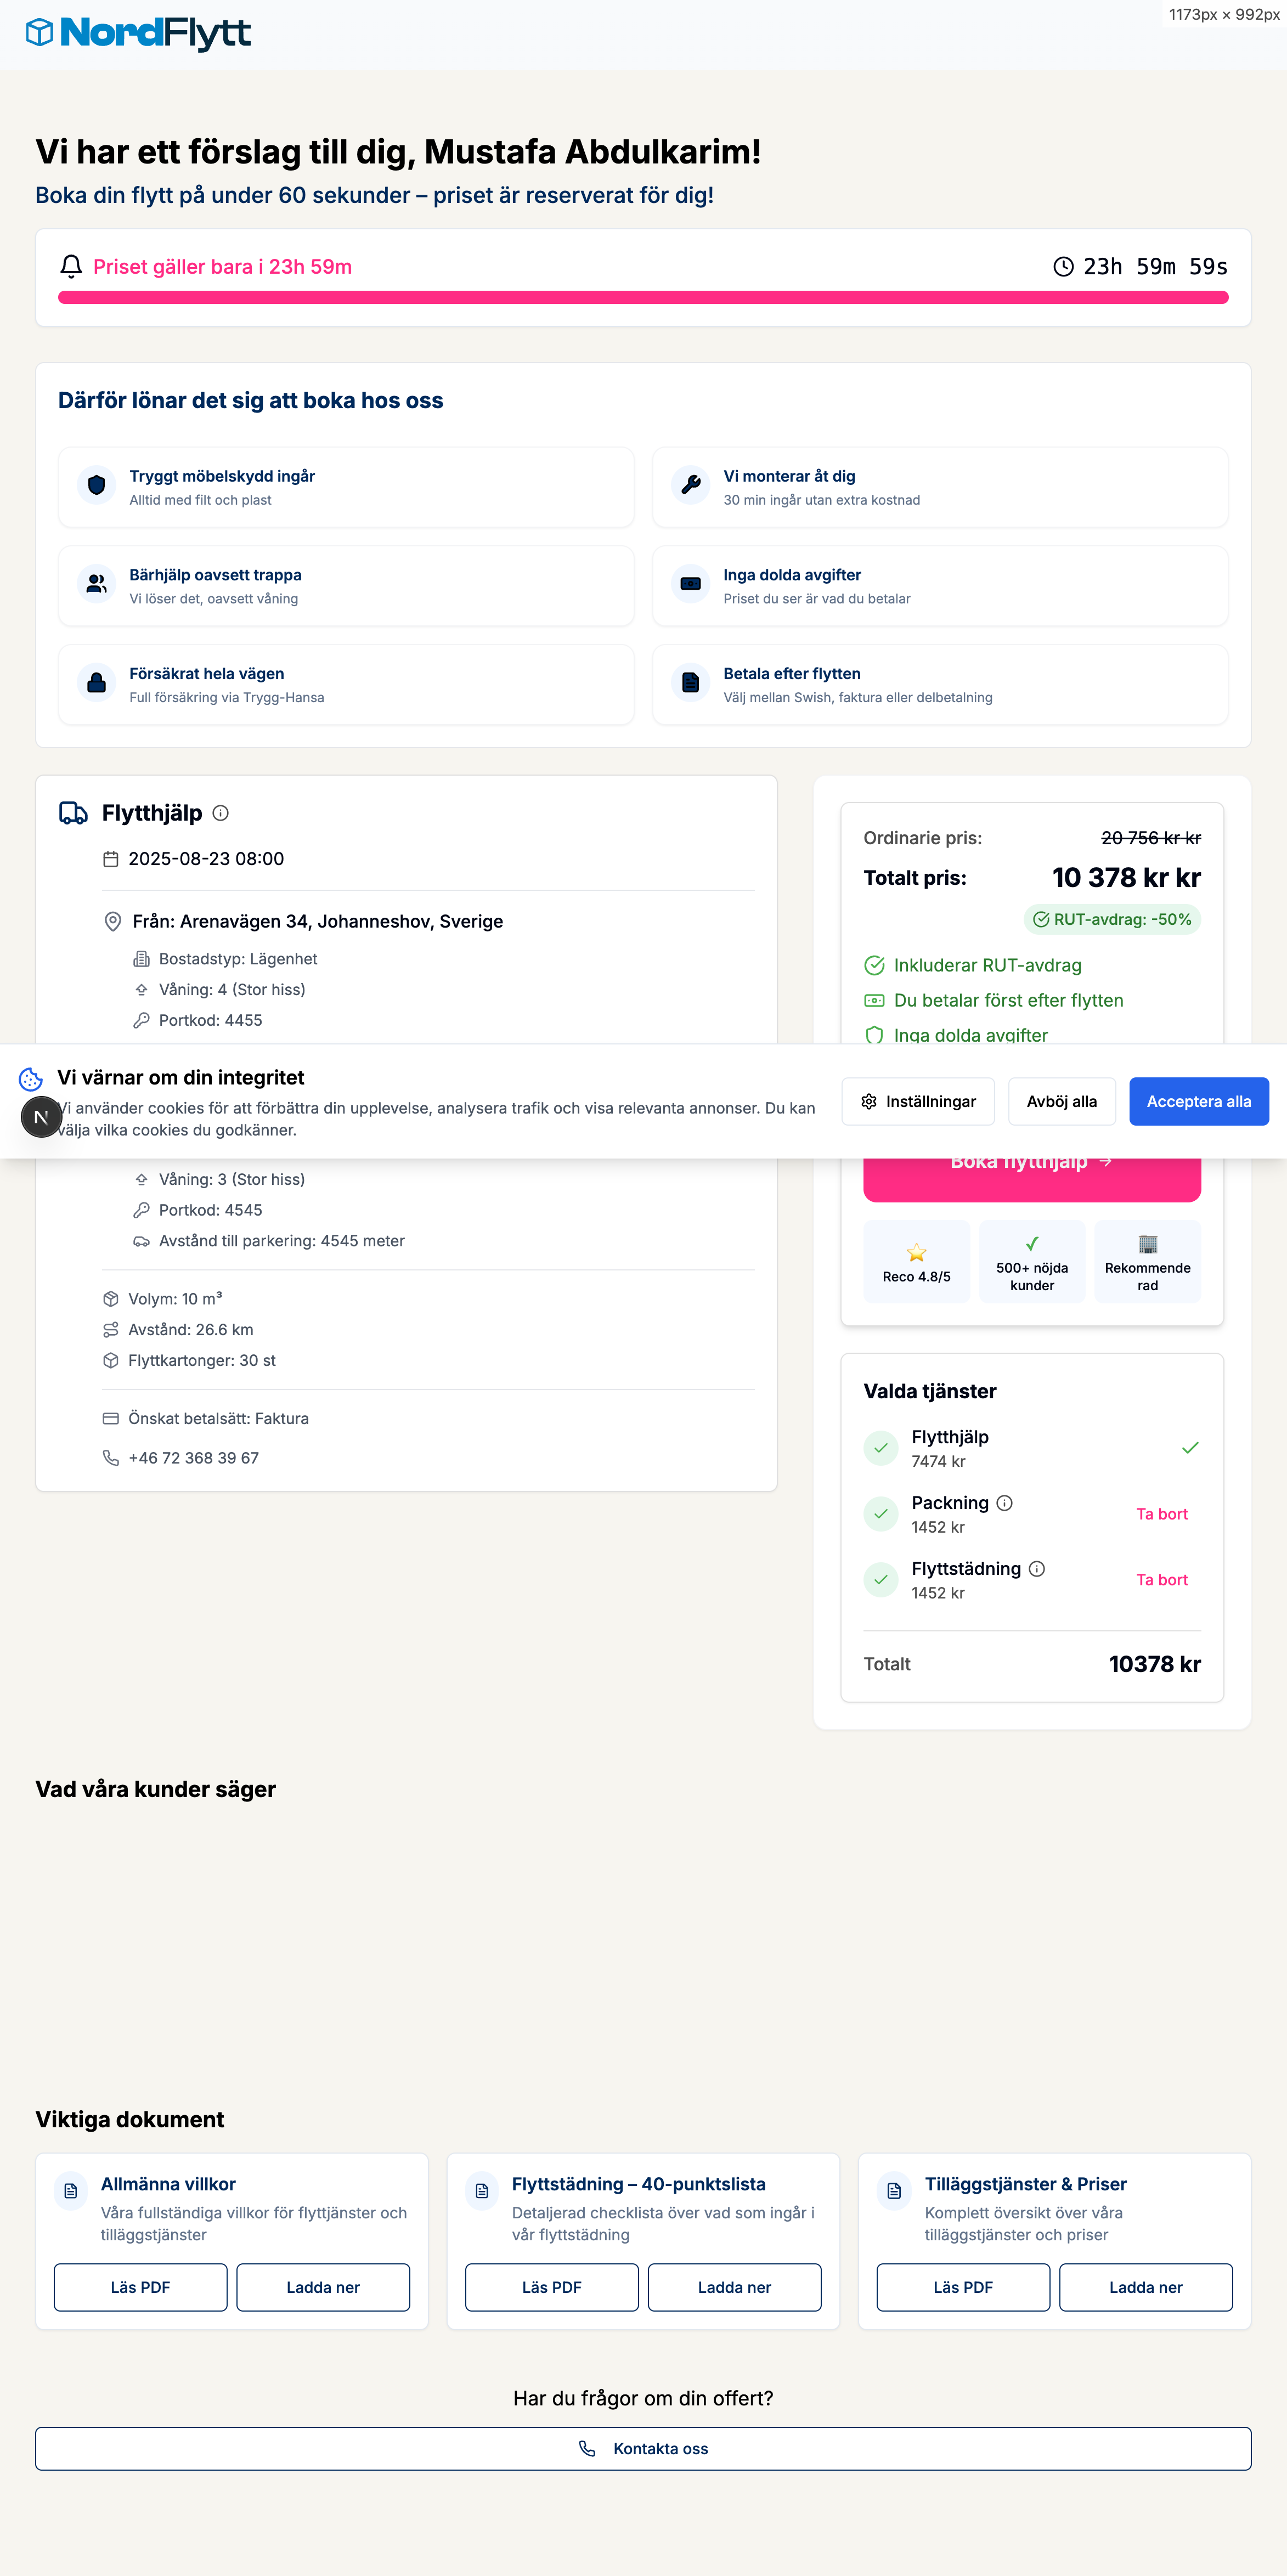 NordFlytt
1173px × 992px
Vi har ett förslag till dig, Mustafa Abdulkarim!
Boka din flytt på under 60 sekunder – priset är reserverat för dig!
Priset gäller bara i 23h 59m
23h 59m 59s
Därför lönar det sig att boka hos oss
Tryggt möbelskydd ingår
Alltid med filt och plast
Vi monterar åt dig
30 min ingår utan extra kostnad
Bärhjälp oavsett trappa
Vi löser det, oavsett våning
Inga dolda avgifter
Priset du ser är vad du betalar
Försäkrat hela vägen
Full försäkring via Trygg-Hansa
Betala efter flytten
Välj mellan Swish, faktura eller delbetalning
Flytthjälp
2025-08-23 08:00
Från: Arenavägen 34, Johanneshov, Sverige
Bostadstyp: Lägenhet
Våning: 4 (Stor hiss)
Portkod: 4455
Ordinarie pris:
20 756 kr kr
Totalt pris:
10 378 kr kr
RUT-avdrag: -50%
Inkluderar RUT-avdrag
Du betalar först efter flytten
Inga dolda avgifter
Vi värnar om din integritet
Vi använder cookies för att förbättra din upplevelse, analysera trafik och visa relevanta annonser. Du kan
välja vilka cookies du godkänner.
N
Inställningar
Avböj alla
Acceptera alla
Våning: 3 (Stor hiss)
Portkod: 4545
Avstånd till parkering: 4545 meter
Volym: 10 m³
Avstånd: 26.6 km
Flyttkartonger: 30 st
Önskat betalsätt: Faktura
+46 72 368 39 67
Boka flytthjälp
Reco 4.8/5
500+ nöjda
kunder
Rekommende
rad
Valda tjänster
Flytthjälp
7474 kr
Packning
1452 kr
Ta bort
Flyttstädning
1452 kr
Ta bort
Totalt
10378 kr
Vad våra kunder säger
Viktiga dokument
Allmänna villkor
Våra fullständiga villkor för flyttjänster och
tilläggstjänster
Läs PDF
Ladda ner
Flyttstädning – 40-punktslista
Detaljerad checklista över vad som ingår i
vår flyttstädning
Läs PDF
Ladda ner
Tilläggstjänster & Priser
Komplett översikt över våra
tilläggstjänster och priser
Läs PDF
Ladda ner
Har du frågor om din offert?
Kontakta oss